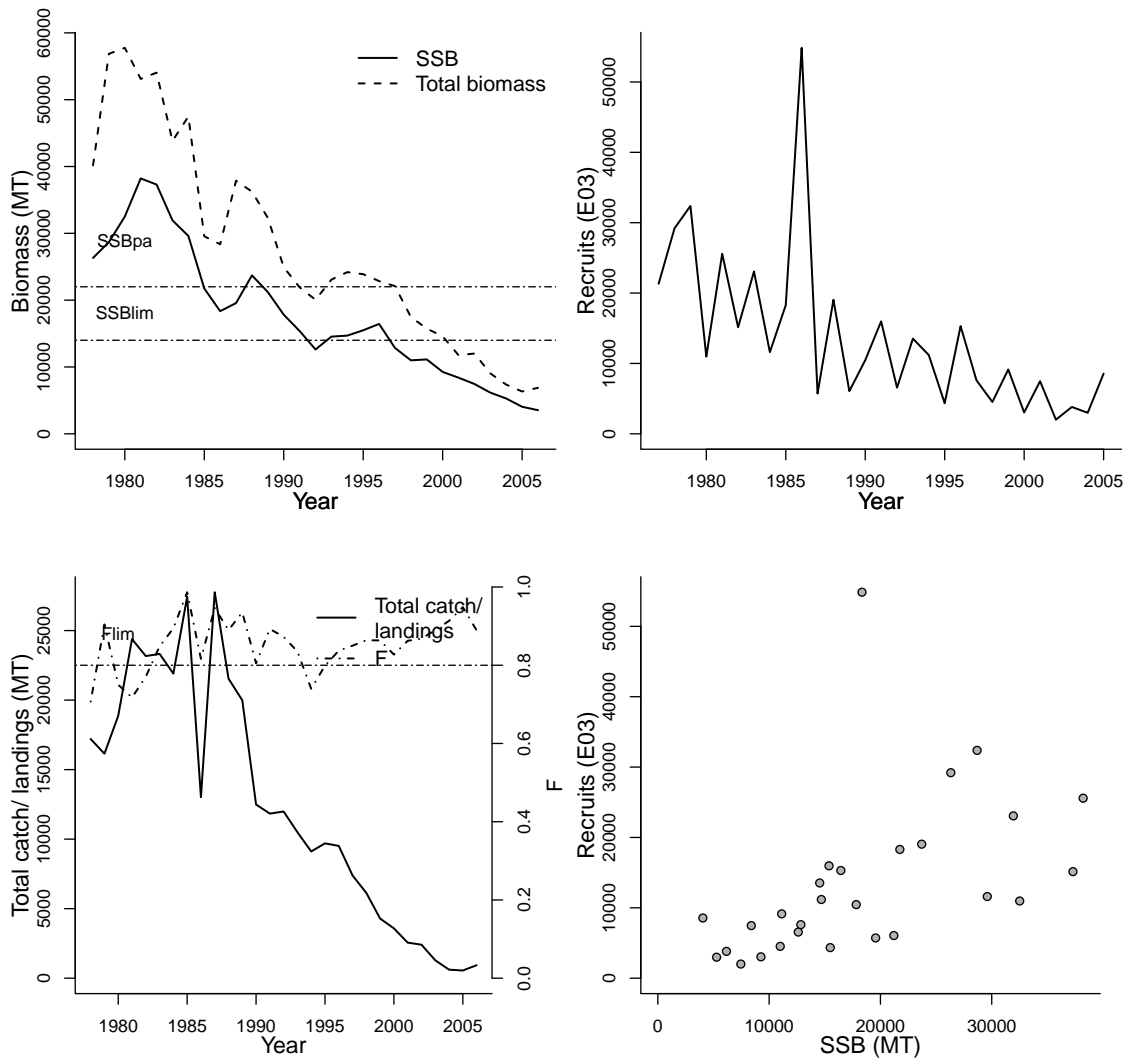 Biomass (MT)
60000
50000
40000
30000
20000
10000
0
SSB
Total biomass
SSBpa
SSBlim
1980 1985 1990 1995 2000 2005
Year
Recruits (E03)
50000
40000
30000
20000
10000
0
1980 1985 1990 1995 2000 2005
Year
Total catch/ landings (MT)
25000
20000
15000
10000
5000
0
Flim
Total catch/
landings
F
1.0
0.8
0.6
0.4
0.2
0.0
F
1980 1985 1990 1995 2000 2005
Year
Recruits (E03)
50000
40000
30000
20000
10000
0
0 10000 20000 30000
SSB (MT)